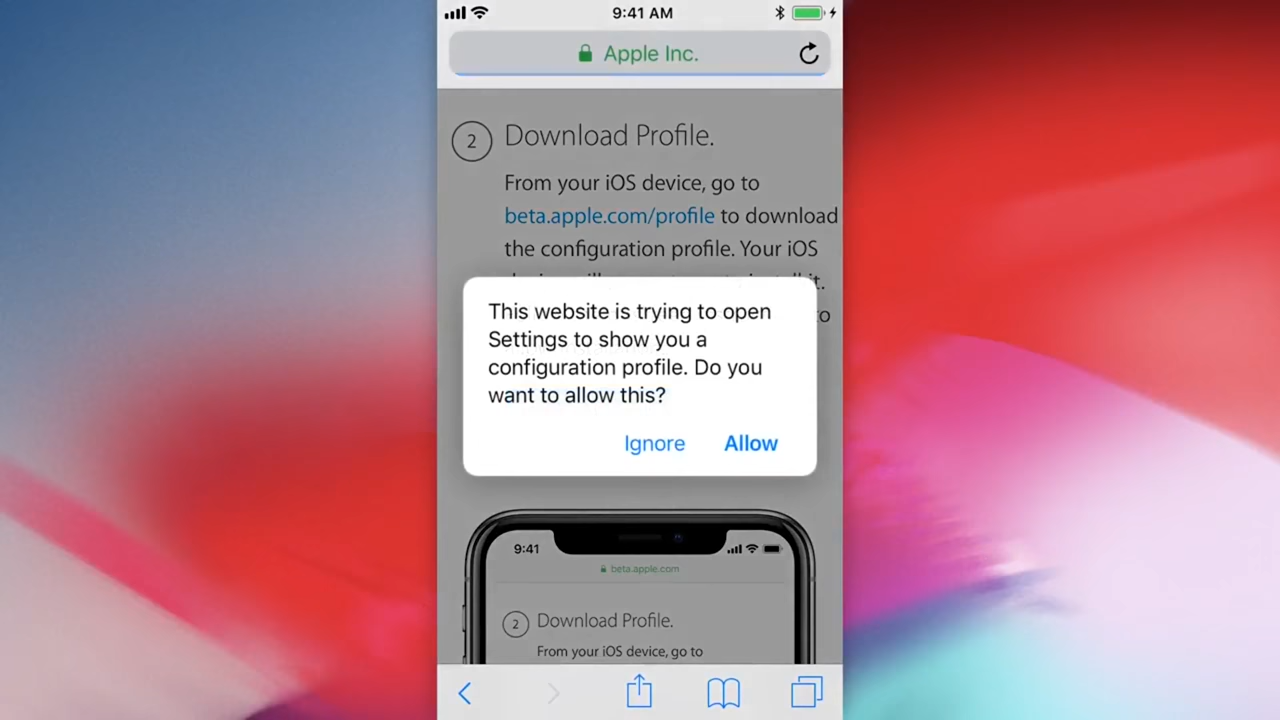 9:41 AM
Apple Inc.
2 Download Profile.
From your iOS device, go to
beta.apple.com/profile to download
the configuration profile. Your iOS
it.
to
This website is trying to open
Settings to show you a
configuration profile. Do you
want to allow this?
Ignore Allow
9:41
beta.apple.com
2 Download Profile.
From your iOS device, go to